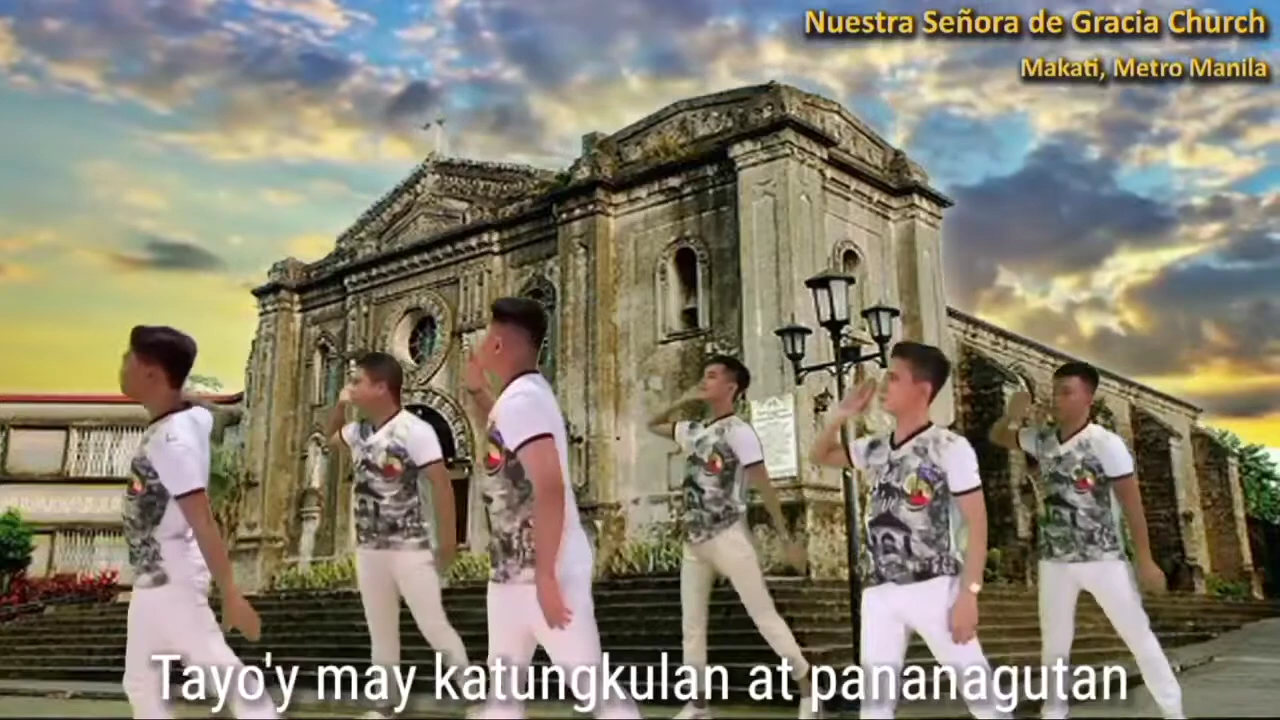 Nuestra Señora de Gracia Church
Makati, Metro Manila
Tayo'y may katungkulan at pananagutan